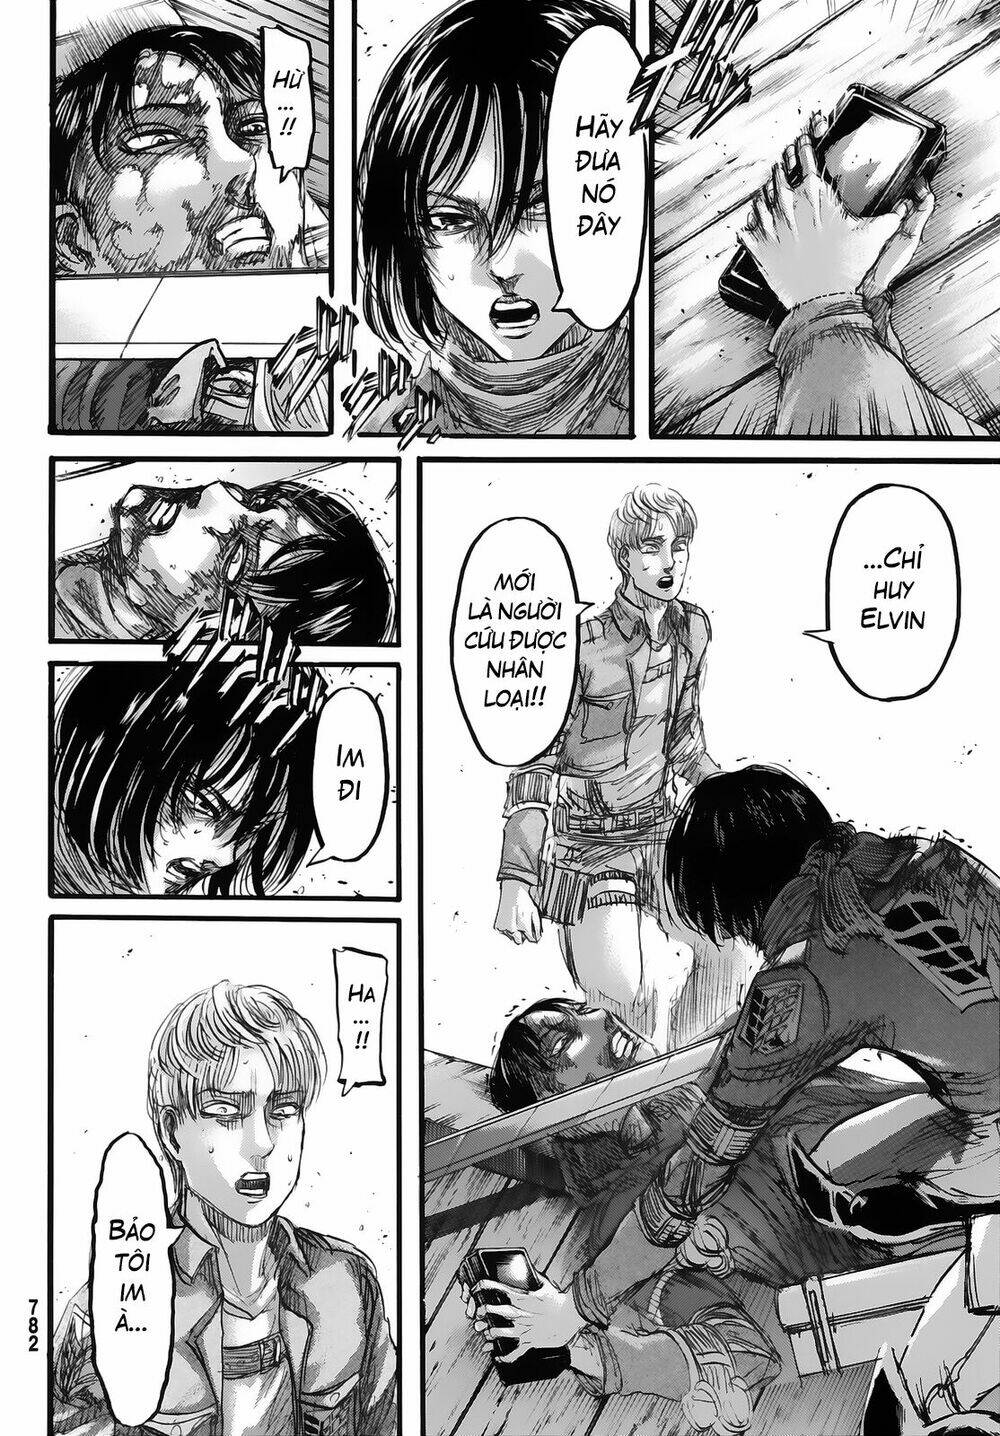 Hãy
đưa
nó
đây
Hừ
...!!
...Chỉ
huy
Elvin
mới
là người
cứu được
nhân
loại!!
Im
đi
Ha
...!!
Bảo
tôi
im
à...
782